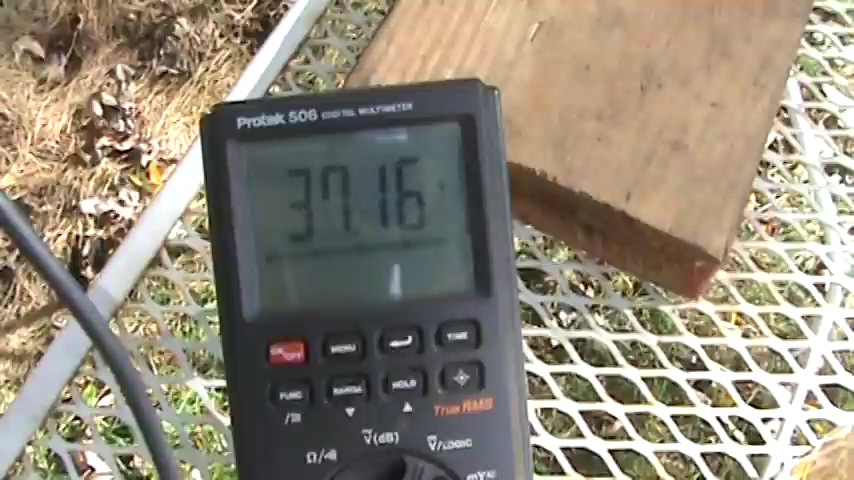 Protek 506 DIGITAL MULTIMETER
37.16
ON/OFF MENU TIME
FUNC RANGE HOLD
True RMS
Ω/
V(dB)
V/LOGIC